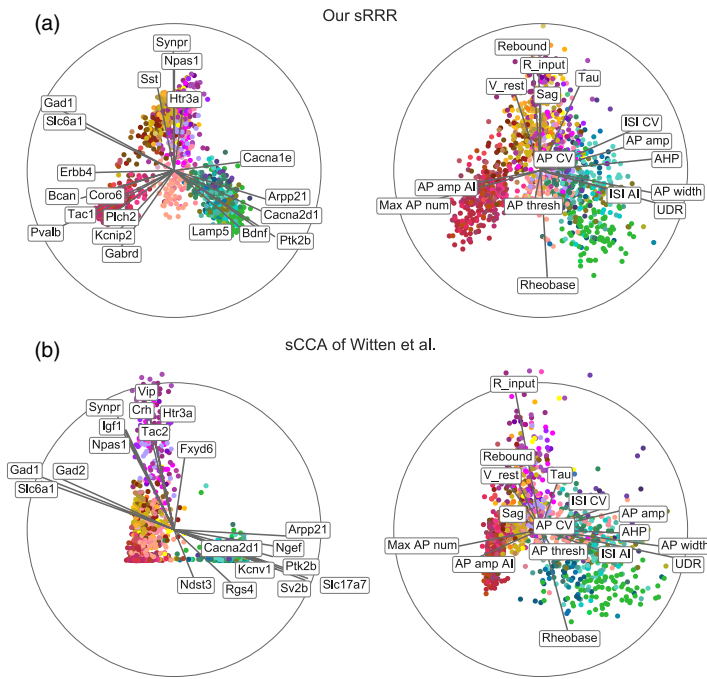 Our sRRR
(a)
Synpr
Npas1
Sst
Htr3a
Gad1
Slc6a1
Erbb4
Cacna1e
Bcan
Coro6
Arpp21
Tac1
Plch2
Cacna2d1
Pvalb
Kcnip2
Lamp5
Bdnf
Ptk2b
Gabrd
Rebound
R_input
V_rest
Sag
Tau
ISI CV
AP amp
AP CV
AHP
AP amp AI
ISI AI
AP width
Max AP num
AP thresh
UDR
Rheobase
(b)
sCCA of Witten et al.
Vip
Synpr
Crh
Htr3a
Igf1
Tac2
Npas1
Fxyd6
Gad1
Gad2
Slc6a1
Arpp21
Cacna2d1
Ngef
Kcnv1
Ptk2b
Ndst3
Rgs4
Sv2b
Slc17a7
R_input
Rebound
V_rest
Tau
Sag
ISI CV
AP amp
AP CV
AHP
Max AP num
AP thresh
ISI AI
AP width
AP amp AI
UDR
Rheobase